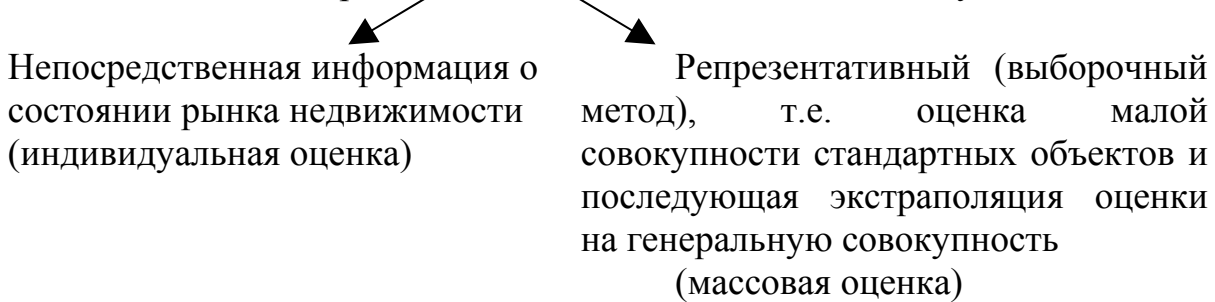 Непосредственная информация о
состоянии рынка недвижимости
(индивидуальная оценка)
Репрезентативный (выборочный
метод), т.е. оценка малой
совокупности стандартных объектов и
последующая экстраполяция оценки
на генеральную совокупность
(массовая оценка)